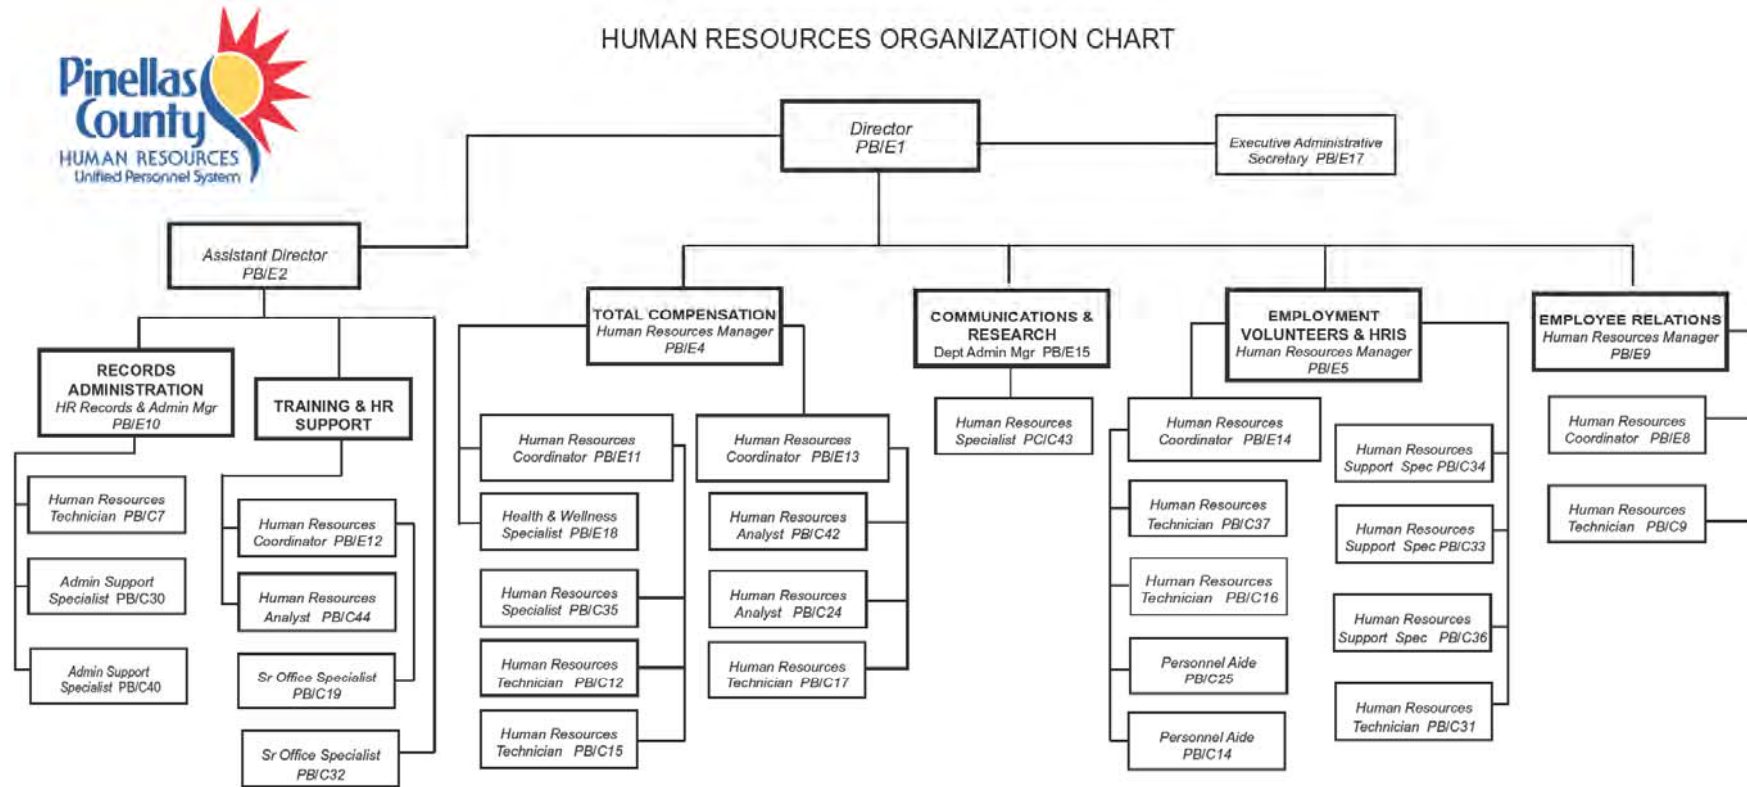 Pinellas
County
HUMAN RESOURCES
Unified Personnel System
HUMAN RESOURCES ORGANIZATION CHART
Director
PB/E1
Executive Administrative
Secretary PB/E17
Assistant Director
PB/E2
RECORDS
ADMINISTRATION
HR Records & Admin Mgr
PB/E10
TRAINING & HR
SUPPORT
Human Resources
Technician PB/C7
Admin Support
Specialist PB/C30
Admin Support
Specialist PB/C40
Human Resources
Coordinator PB/E12
Human Resources
Analyst PB/C44
Sr Office Specialist
PB/C19
Sr Office Specialist
PB/C32
TOTAL COMPENSATION
Human Resources Manager
PB/E4
Human Resources
Coordinator PB/E11
Health & Wellness
Specialist PB/E18
Human Resources
Specialist PB/C35
Human Resources
Technician PB/C12
Human Resources
Technician PB/C15
Human Resources
Coordinator PB/E13
Human Resources
Analyst PB/C42
Human Resources
Analyst PB/C24
Human Resources
Technician PB/C17
COMMUNICATIONS &
RESEARCH
Dept Admin Mgr PB/E15
Human Resources
Specialist PC/C43
EMPLOYMENT
VOLUNTEERS & HRIS
Human Resources Manager
PB/E5
Human Resources
Coordinator PB/E14
Human Resources
Technician PB/C37
Human Resources
Technician PB/C16
Personnel Aide
PB/C25
Personnel Aide
PB/C14
Human Resources
Support Spec PB/C34
Human Resources
Support Spec PB/C33
Human Resources
Support Spec PB/C36
Human Resources
Technician PB/C31
EMPLOYEE RELATIONS
Human Resources Manager
PB/E9
Human Resources
Coordinator PB/E8
Human Resources
Technician PB/C9